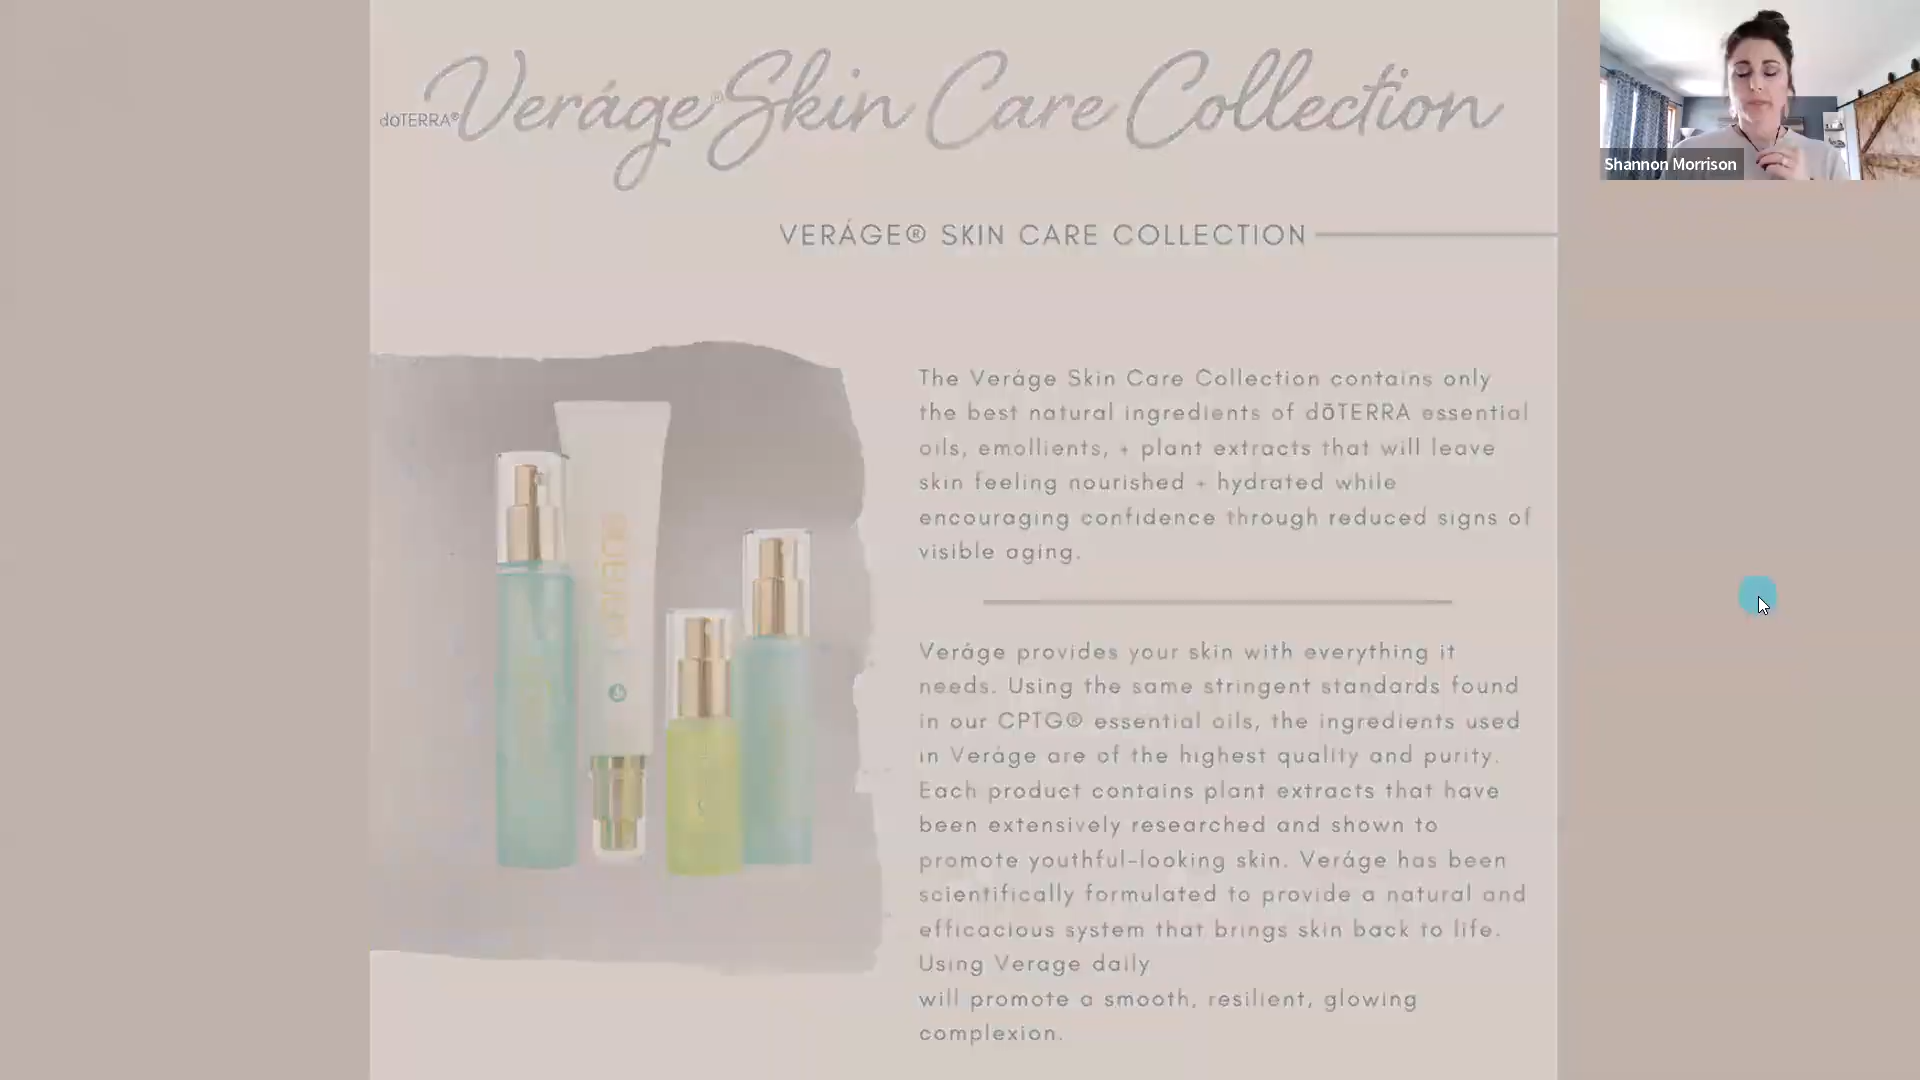 dōTERRA® Veráge® Skin Care Collection
Shannon Morrison
VERÁGE® SKIN CARE COLLECTION
The Veráge Skin Care Collection contains only
the best natural ingredients of dōTERRA essential
oils, emollients, + plant extracts that will leave
skin feeling nourished + hydrated while
encouraging confidence through reduced signs of
visible aging.
Veráge provides your skin with everything it
needs. Using the same stringent standards found
in our CPTG® essential oils, the ingredients used
in Veráge are of the highest quality and purity.
Each product contains plant extracts that have
been extensively researched and shown to
promote youthful-looking skin. Veráge has been
scientifically formulated to provide a natural and
efficacious system that brings skin back to life.
Using Verage daily
will promote a smooth, resilient, glowing
complexion.